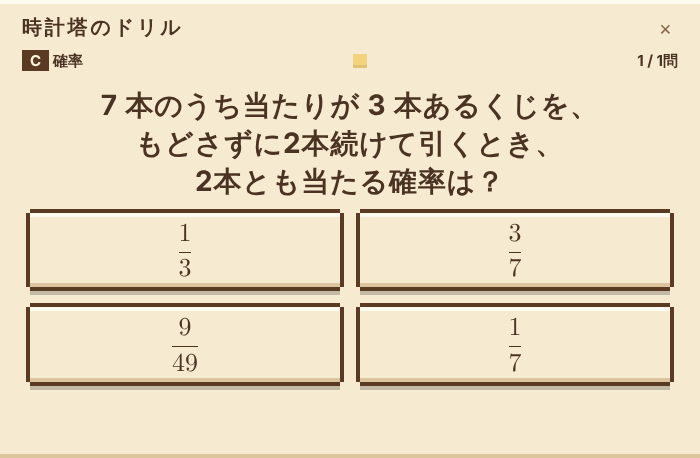 時計塔のドリル
×
C 確率
1 / 1問
7 本のうち当たりが 3 本あるくじを、
もどさずに2本続けて引くとき、
2本とも当たる確率は？
1/3
3/7
9/49
1/7